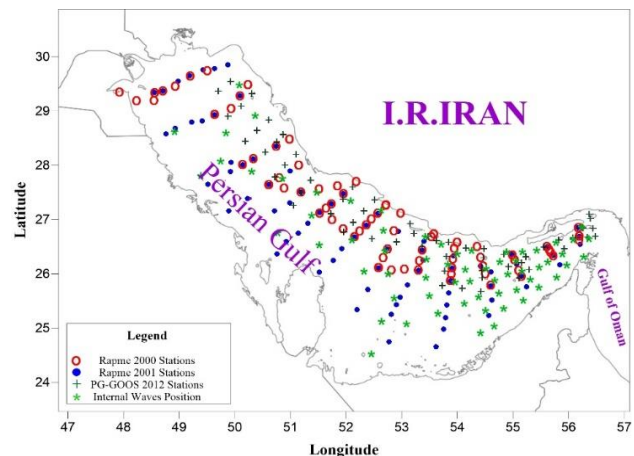 30
29
28
27
26
25
24
Latitude
I.R.IRAN
Persian Gulf
Gulf of Oman
Legend
Ropme 2000 Stations
Ropme 2001 Stations
PG-GOOS 2012 Stations
Internal Waves Position
47 48 49 50 51 52 53 54 55 56 57
Longitude